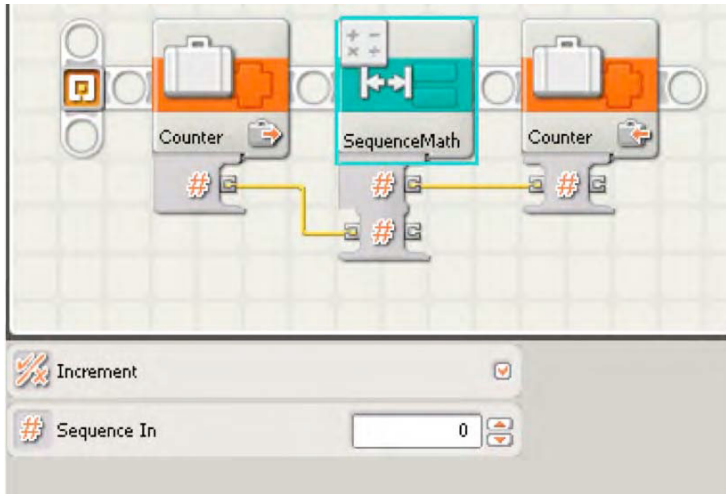 Counter
SequenceMath
Counter
#
#
#
#
Increment
# Sequence In 0